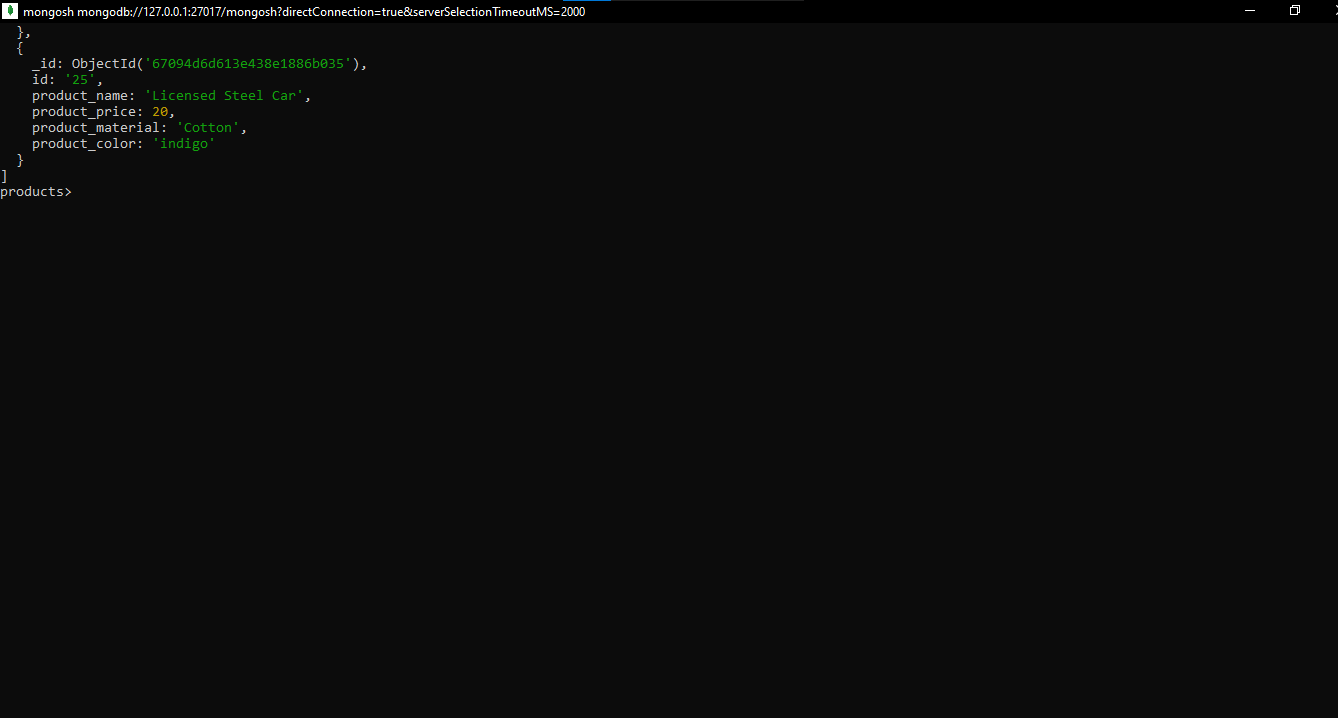 mongosh mongodb://127.0.0.1:27017/mongosh?directConnection=true&serverSelectionTimeoutMS=2000
},
{
_id: ObjectId('67094d6d613e438e1886b035'),
id: '25',
product_name: 'Licensed Steel Car',
product_price: 20,
product_material: 'Cotton',
product_color: 'indigo'
}
]
products>